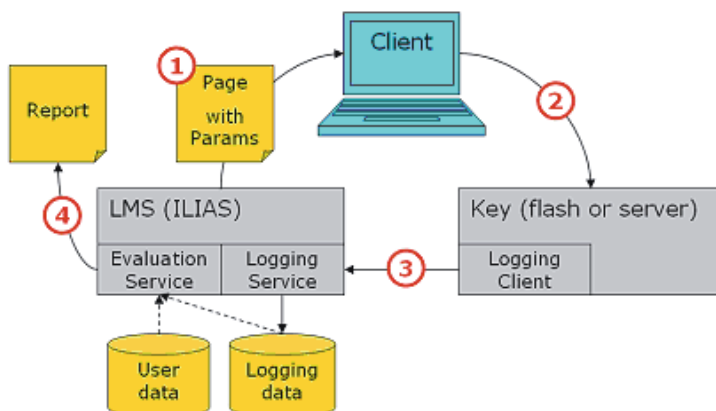 1
Page
with
Params
Client
2
Report
4
LMS (ILIAS)
Evaluation
Service
Logging
Service
3
Key (flash or server)
Logging
Client
User
data
Logging
data